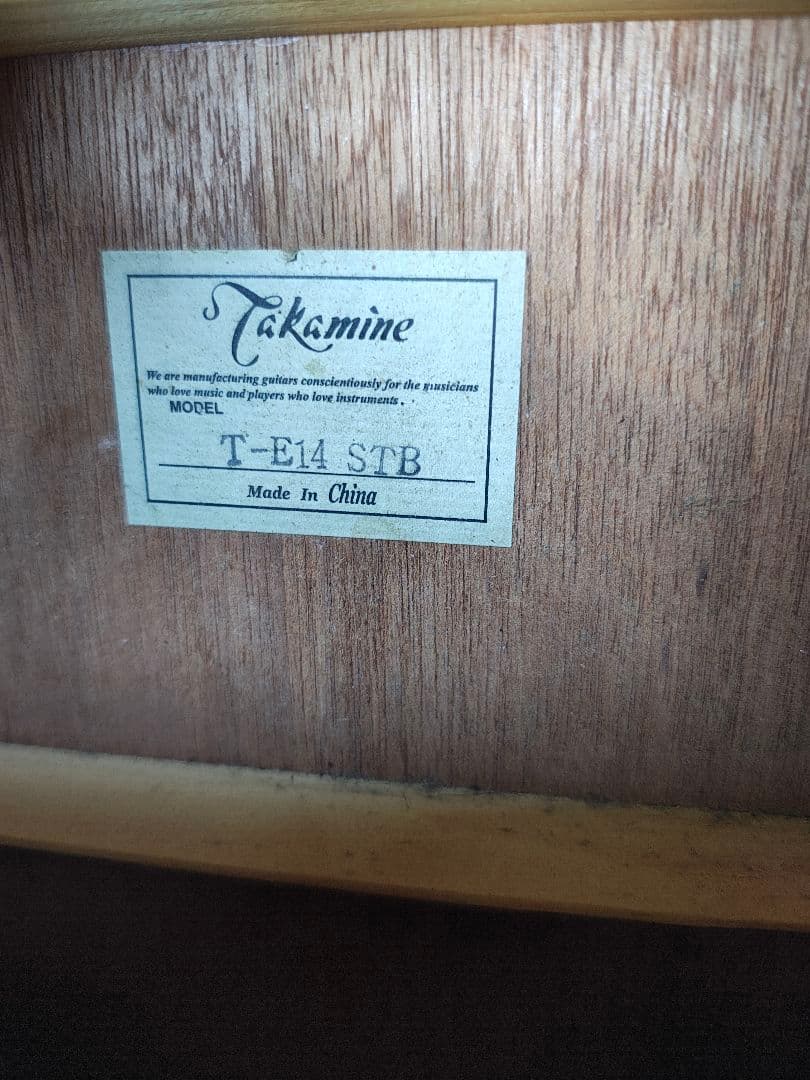 Takamine
We are manufacturing guitars conscientiously for the musicians
who love music and players who love instruments.
MODEL
T-E14 STB
Made In China